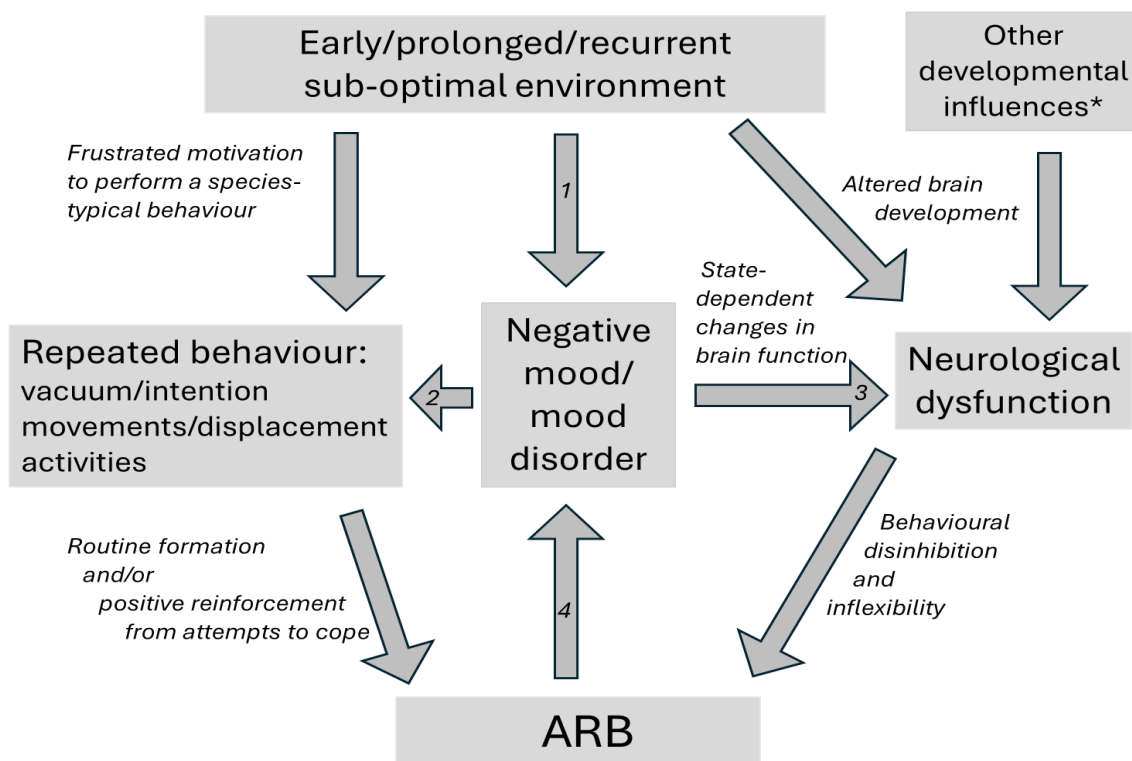 Early/prolonged/recurrent
sub-optimal environment
Other
developmental
influences*
Frustrated motivation
to perform a species-
typical behaviour
1
Altered brain
development
State-
dependent
changes in
brain function
Repeated behaviour:
vacuum/intention
movements/displacement
activities
2
Negative
mood/
mood
disorder
3
Neurological
dysfunction
Routine formation
and/or
positive reinforcement
from attempts to cope
4
Behavioural
disinhibition
and
inflexibility
ARB